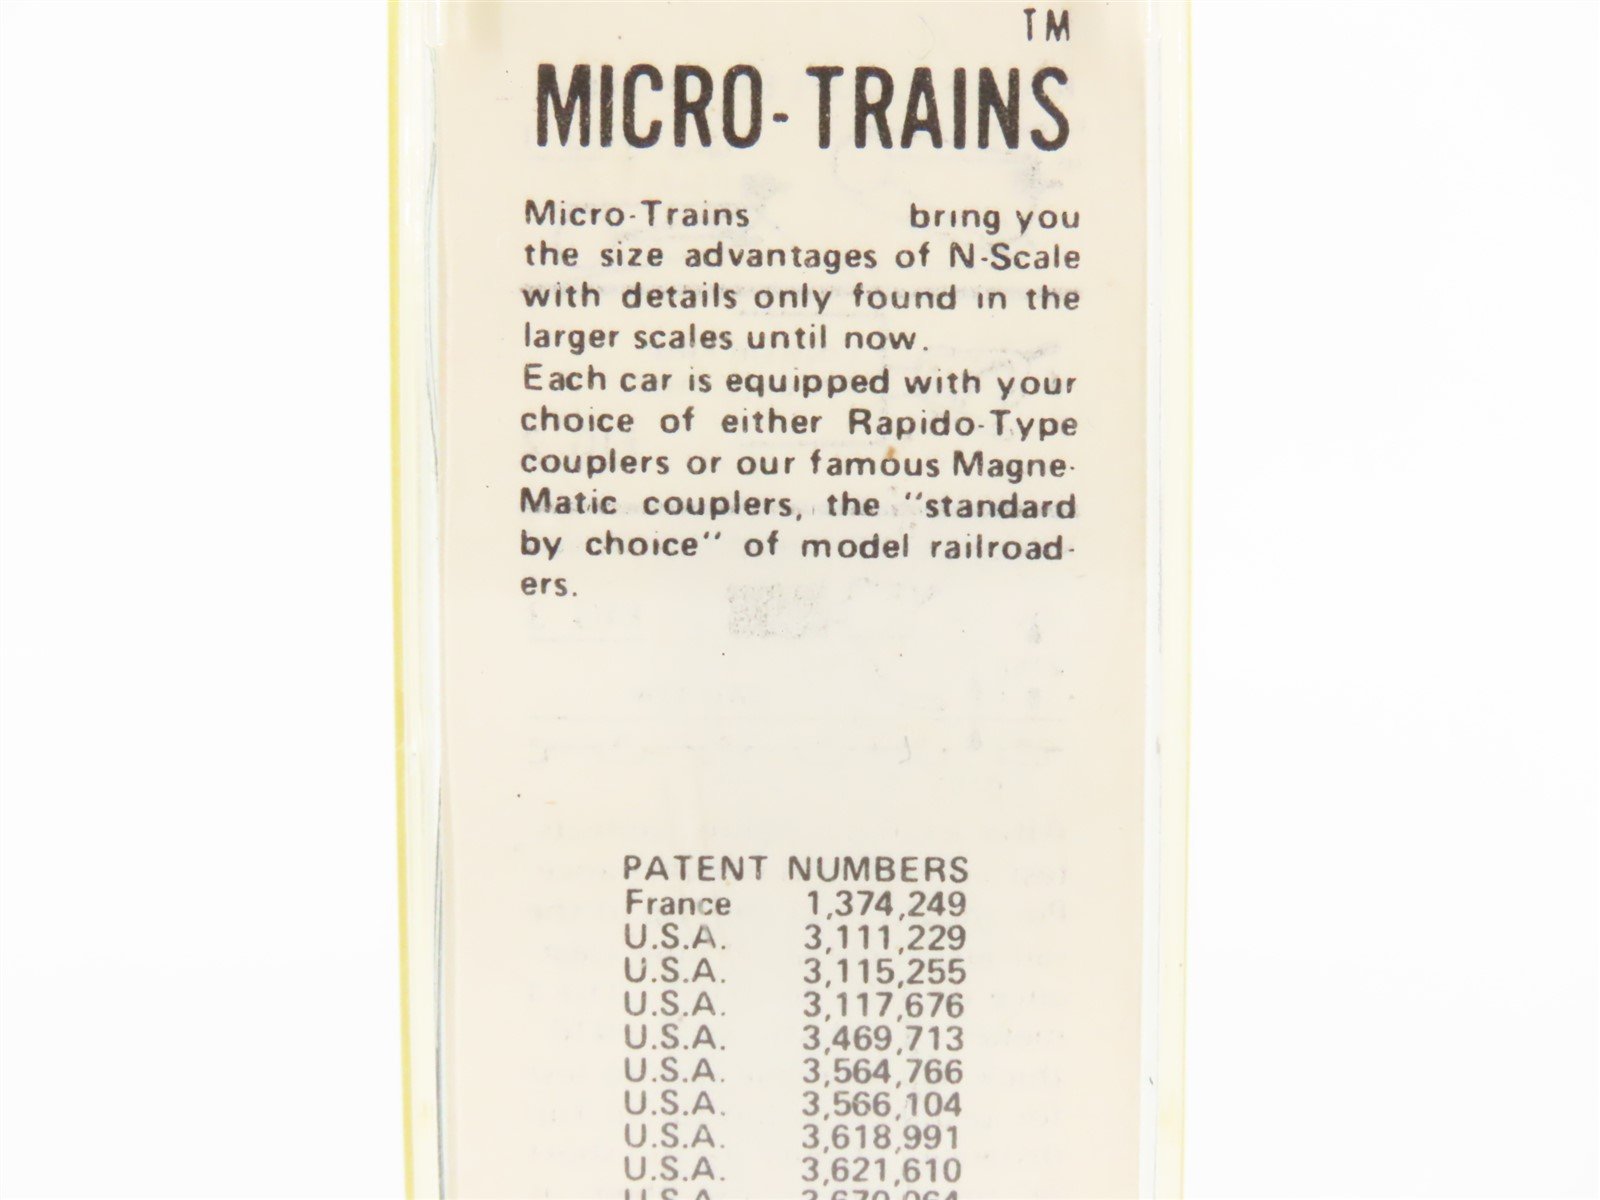 TM
MICRO-TRAINS
Micro-Trains bring you
the size advantages of N-Scale
with details only found in the
larger scales until now.
Each car is equipped with your
choice of either Rapido-Type
couplers or our famous Magne-
Matic couplers, the "standard
by choice" of model railroad-
ers.
PATENT NUMBERS
France 1,374,249
U.S.A. 3,111,229
U.S.A. 3,115,255
U.S.A. 3,117,676
U.S.A. 3,469,713
U.S.A. 3,564,766
U.S.A. 3,566,104
U.S.A. 3,618,991
U.S.A. 3,621,610
U.S.A. 3,670,064